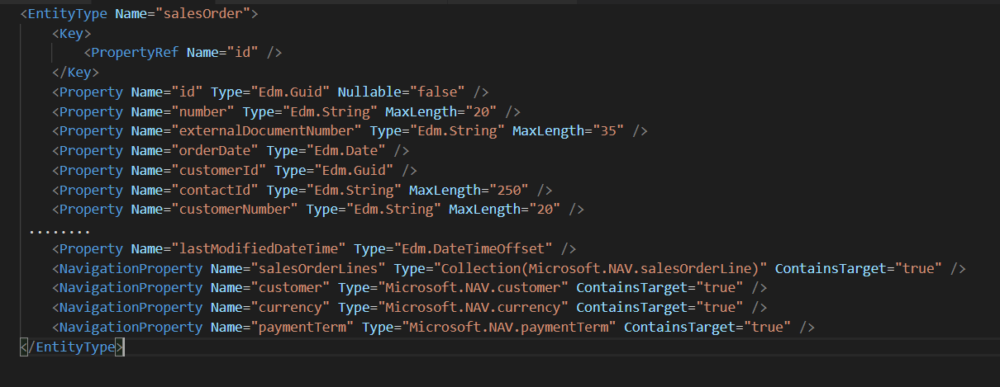 <EntityType Name="salesOrder">
<Key>
<PropertyRef Name="id" />
</Key>
<Property Name="id" Type="Edm.Guid" Nullable="false" />
<Property Name="number" Type="Edm.String" MaxLength="20" />
<Property Name="externalDocumentNumber" Type="Edm.String" MaxLength="35" />
<Property Name="orderDate" Type="Edm.Date" />
<Property Name="customerId" Type="Edm.Guid" />
<Property Name="contactId" Type="Edm.String" MaxLength="250" />
<Property Name="customerNumber" Type="Edm.String" MaxLength="20" />
........
<Property Name="lastModifiedDateTime" Type="Edm.DateTimeOffset" />
<NavigationProperty Name="salesOrderLines" Type="Collection(Microsoft.NAV.salesOrderLine)" ContainsTarget="true" />
<NavigationProperty Name="customer" Type="Microsoft.NAV.customer" ContainsTarget="true" />
<NavigationProperty Name="currency" Type="Microsoft.NAV.currency" ContainsTarget="true" />
<NavigationProperty Name="paymentTerm" Type="Microsoft.NAV.paymentTerm" ContainsTarget="true" />
</EntityType>